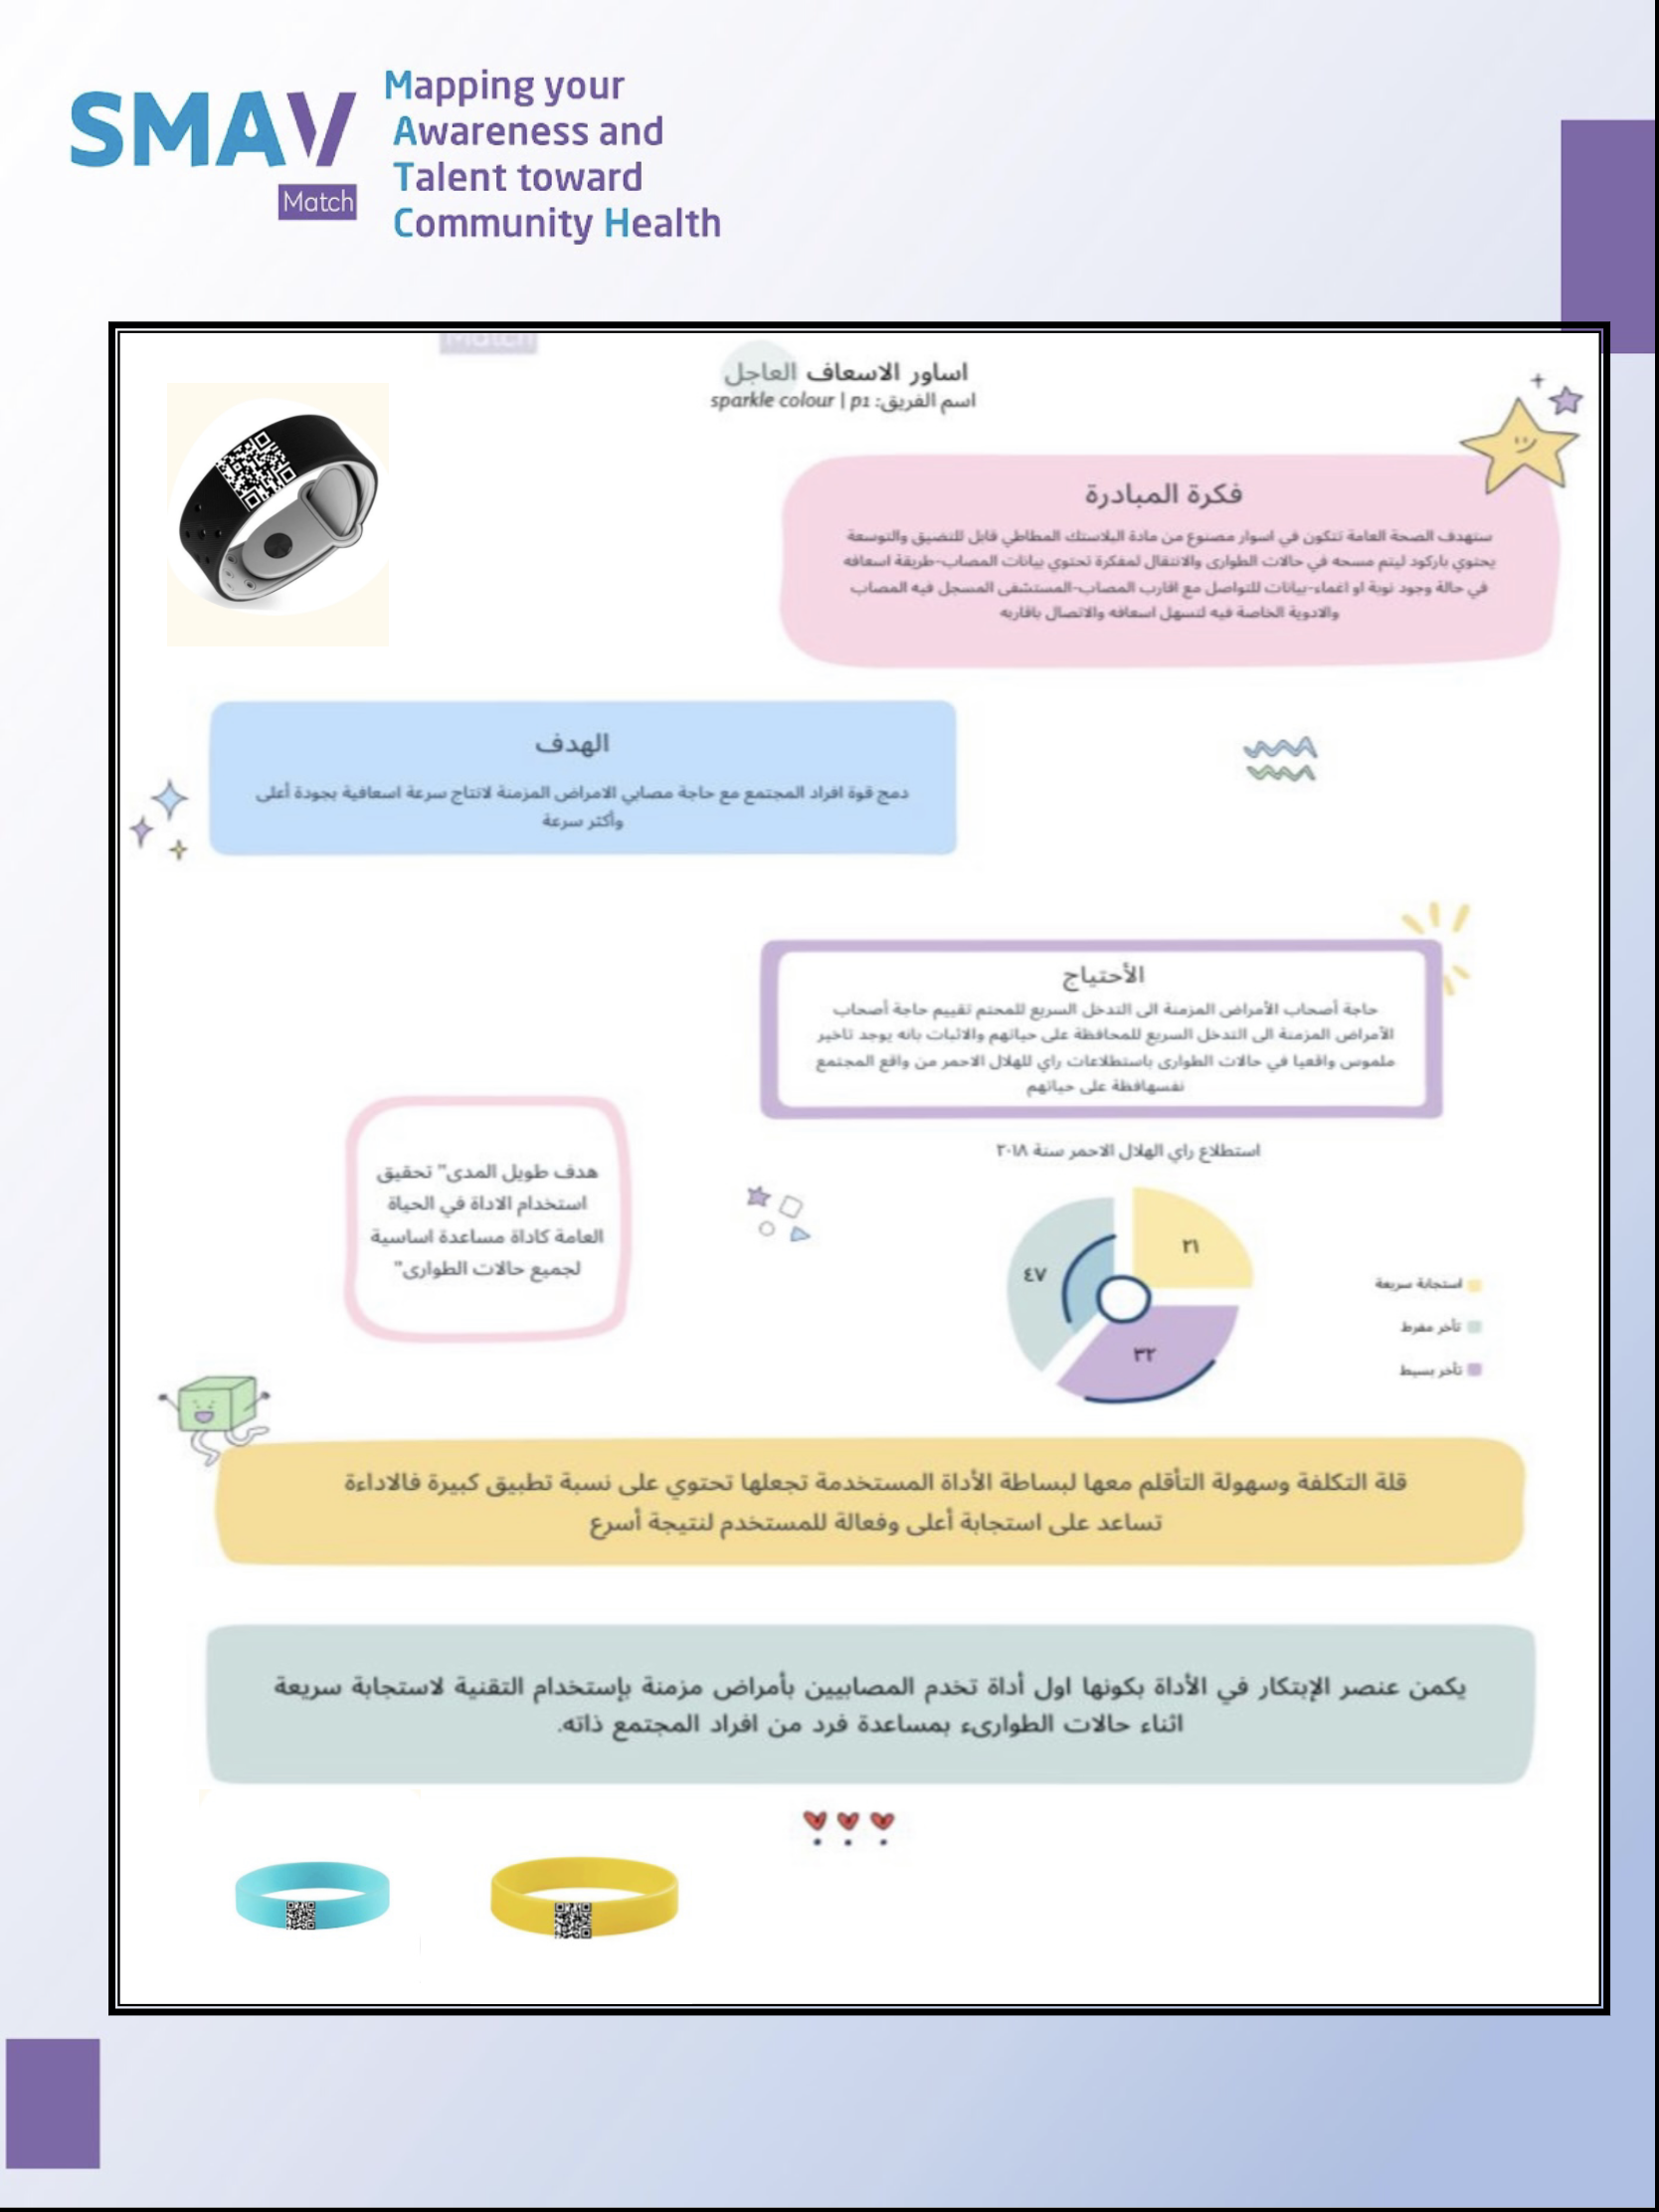 SMAV
Match
Mapping your
Awareness and
Talent toward
Community Health
Match
اساور الاسعاف العاجل
اسم الفريق: sparkle colour | p1
فكرة المبادرة
ستهدف الصحة العامة تتكون في اسوار مصنوع من مادة البلاستك المطاطي قابل للتضيق والتوسعة
يحتوي باركود ليتم مسحه في حالات الطوارى والانتقال لمفكرة تحتوي بيانات المصاب-طريقة اسعافه
في حالة وجود نوبة او اغماء-بيانات للتواصل مع اقارب المصاب-المستشفى المسجل فيه المصاب
والادوية الخاصة فيه لتسهل اسعافه والاتصال باقاربه
الهدف
دمج قوة افراد المجتمع مع حاجة مصابي الامراض المزمنة لانتاج سرعة اسعافية بجودة أعلى
وأكثر سرعة
الأحتياج
حاجة أصحاب الأمراض المزمنة الى التدخل السريع للمحتم تقييم حاجة أصحاب
الأمراض المزمنة الى التدخل السريع للمحافظة على حياتهم والاثبات بانه يوجد تاخير
ملموس واقعيا في حالات الطوارى باستطلاعات راي للهلال الاحمر من واقع المجتمع
نفسهافظة على حياتهم
هدف طويل المدى" تحقيق
استخدام الاداة في الحياة
العامة كاداة مساعدة اساسية
لجميع حالات الطوارى"
استطلاع راي الهلال الاحمر سنة ٢٠١٨
٢١
٤٧
٣٢
استجابة سريعة
تأخر مفرط
تأخر بسيط
قلة التكلفة وسهولة التأقلم معها لبساطة الأداة المستخدمة تجعلها تحتوي على نسبة تطبيق كبيرة فالاداءة
تساعد على استجابة أعلى وفعالة للمستخدم لنتيجة أسرع
يكمن عنصر الإبتكار في الأداة بكونها اول أداة تخدم المصابيين بأمراض مزمنة بإستخدام التقنية لاستجابة سريعة
اثناء حالات الطوارىء بمساعدة فرد من افراد المجتمع ذاته.